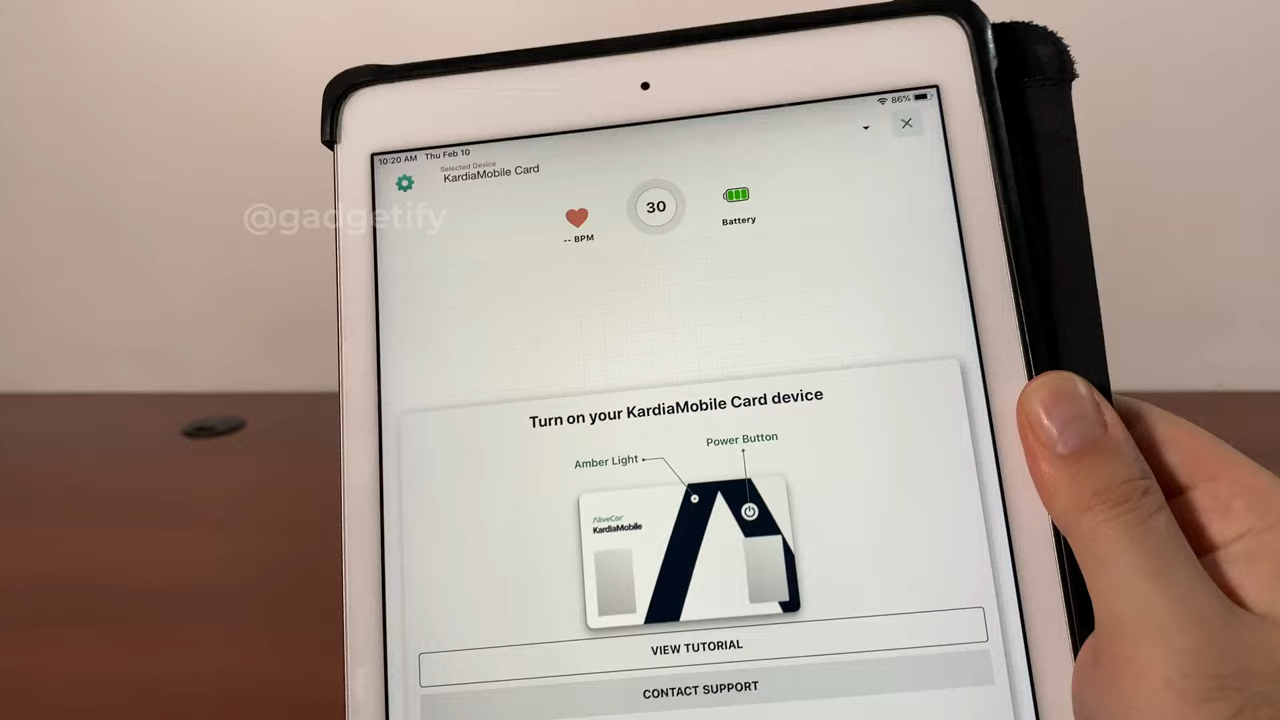 86%
10:20 AM Thu Feb 10
Selected Device
KardiaMobile Card
@gadgetify
30
-- BPM
Battery
Turn on your KardiaMobile Card device
Power Button
Amber Light
AliveCor
KardiaMobile
VIEW TUTORIAL
CONTACT SUPPORT